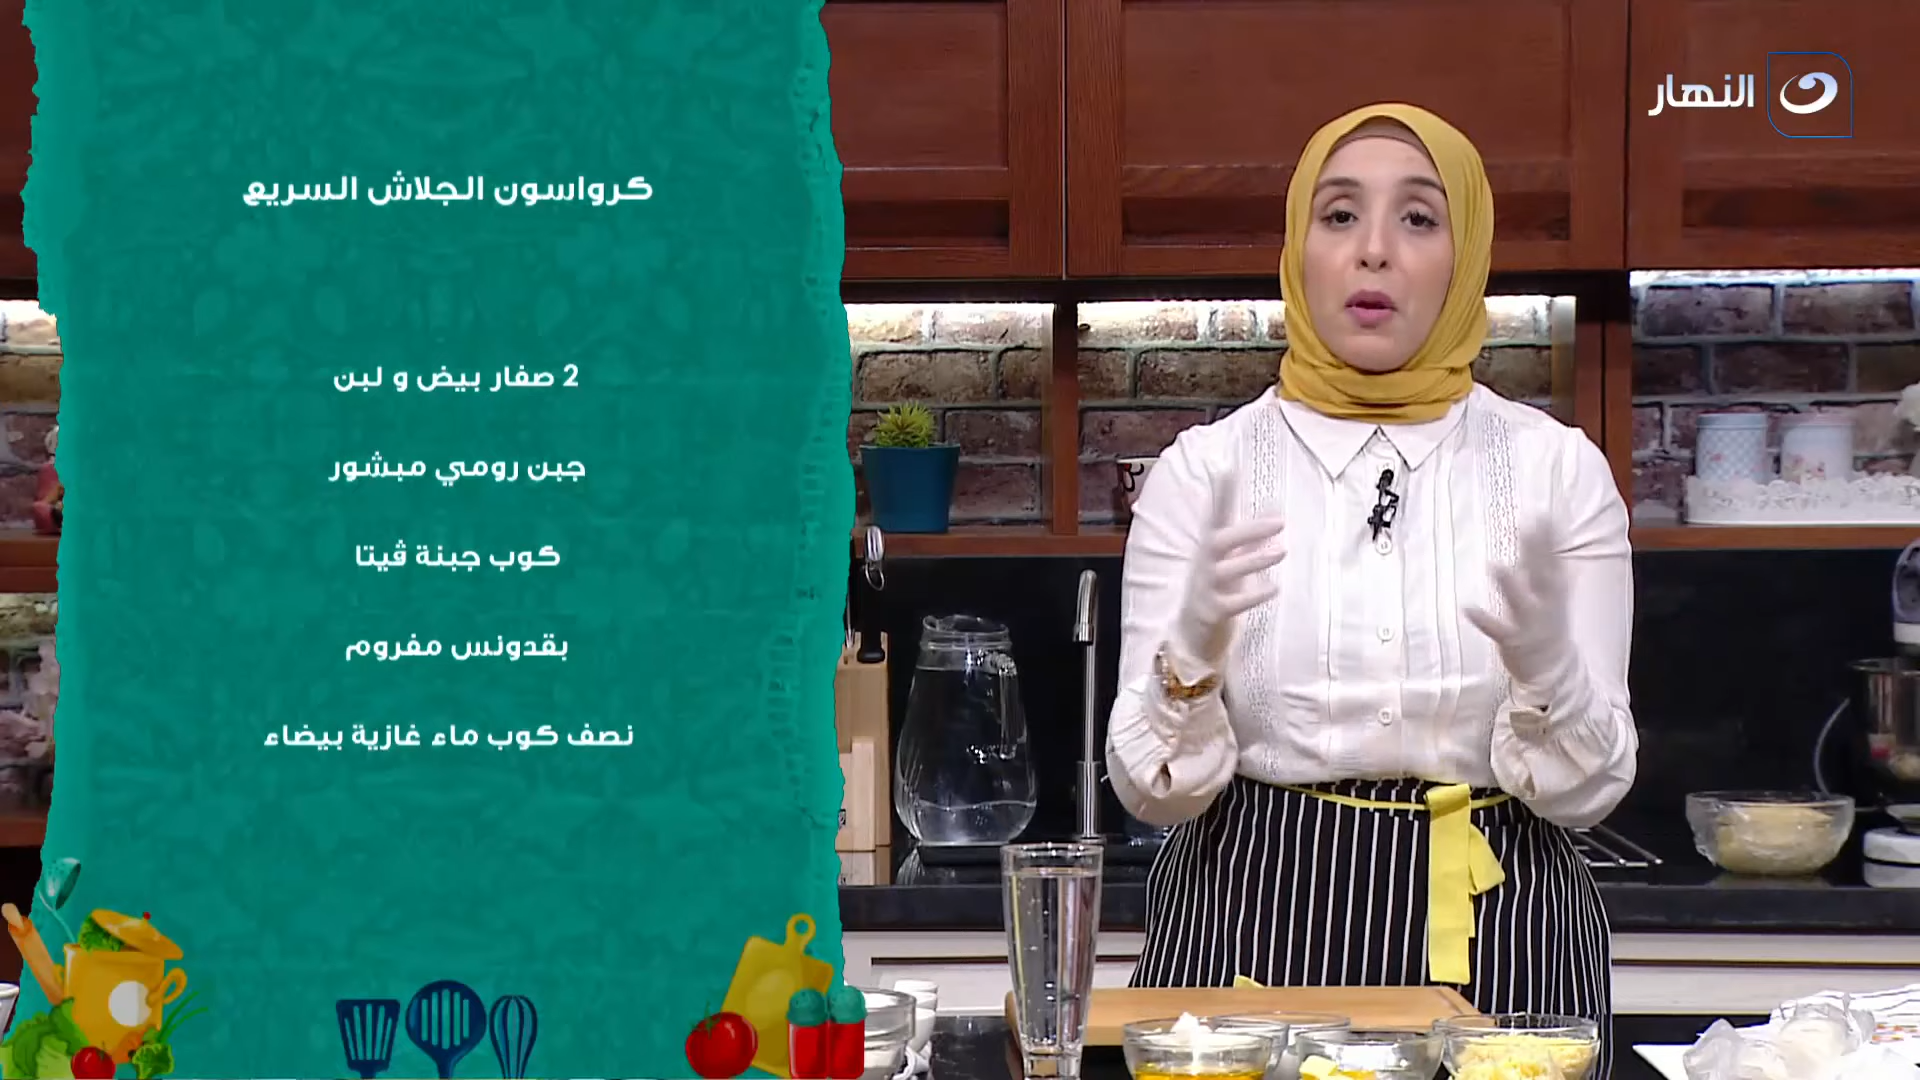 النهار
كرواسون الجلاش السريع
2 صفار بيض و لبن
جبن رومي مبشور
كوب جبنة ڤيتا
بقدونس مفروم
نصف كوب ماء غازية بيضاء